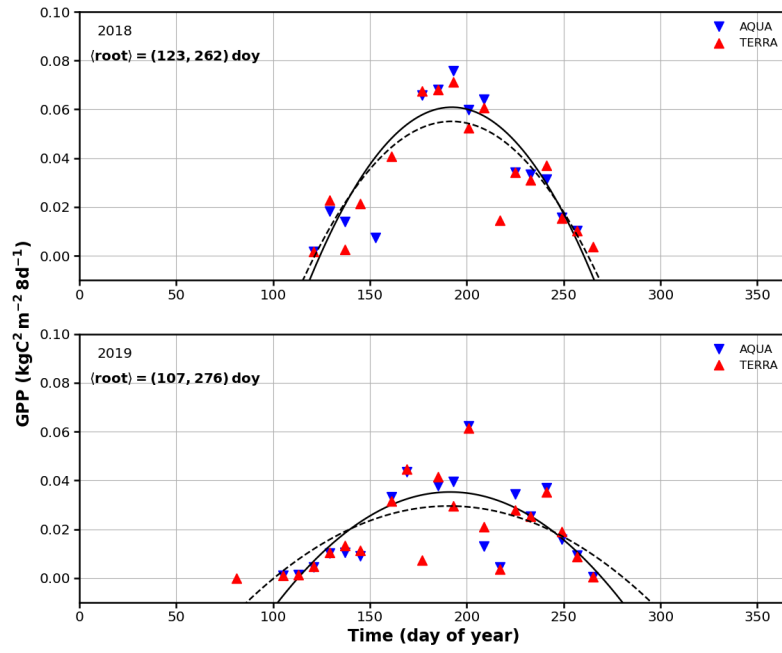 0.10
0.08
0.06
0.04
0.02
0.00
2018
⟨root⟩ = (123, 262) doy
AQUA
TERRA
0 50 100 150 200 250 300 350
0.10
0.08
0.06
0.04
0.02
0.00
2019
⟨root⟩ = (107, 276) doy
AQUA
TERRA
0 50 100 150 200 250 300 350
GPP (kgC² m⁻² 8d⁻¹)
Time (day of year)